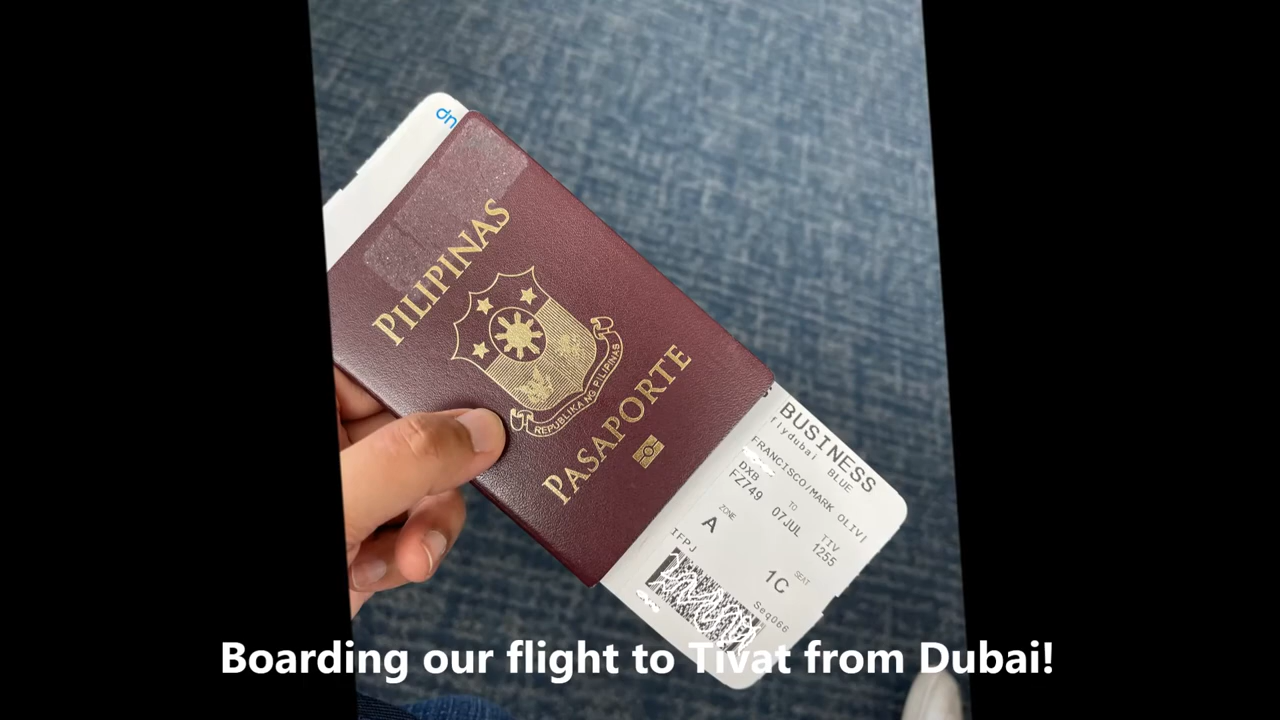 PILIPINAS
REPUBLIKA NG PILIPINAS
PASAPORTE
BUSINESS
flydubai BLUE
FRANCISCO/MARK OLIVI
DXB TO TIV
FZ749 07JUL 1255
ZONE SEAT
A 1C
IFPJ Seq066
Boarding our flight to Tivat from Dubai!